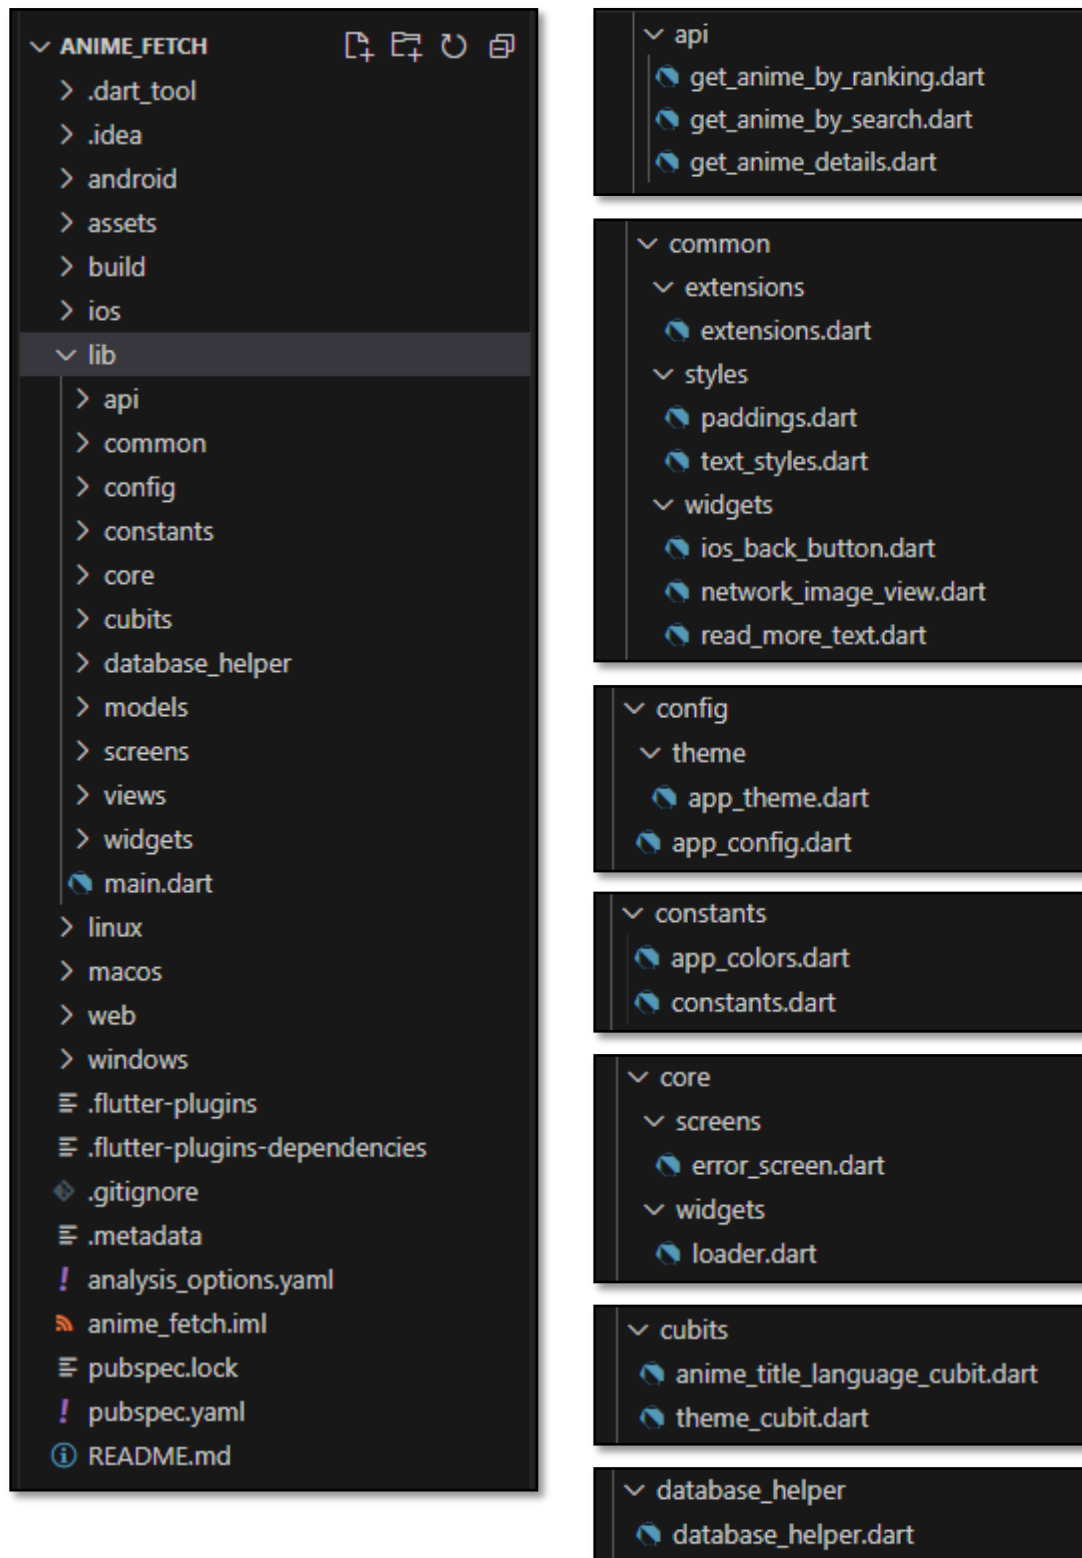 ANIME_FETCH
.dart_tool
.idea
android
assets
build
ios
lib
api
common
config
constants
core
cubits
database_helper
models
screens
views
widgets
main.dart
linux
macos
web
windows
.flutter-plugins
.flutter-plugins-dependencies
.gitignore
.metadata
analysis_options.yaml
anime_fetch.iml
pubspec.lock
pubspec.yaml
README.md
api
get_anime_by_ranking.dart
get_anime_by_search.dart
get_anime_details.dart
common
extensions
extensions.dart
styles
paddings.dart
text_styles.dart
widgets
ios_back_button.dart
network_image_view.dart
read_more_text.dart
config
theme
app_theme.dart
app_config.dart
constants
app_colors.dart
constants.dart
core
screens
error_screen.dart
widgets
loader.dart
cubits
anime_title_language_cubit.dart
theme_cubit.dart
database_helper
database_helper.dart